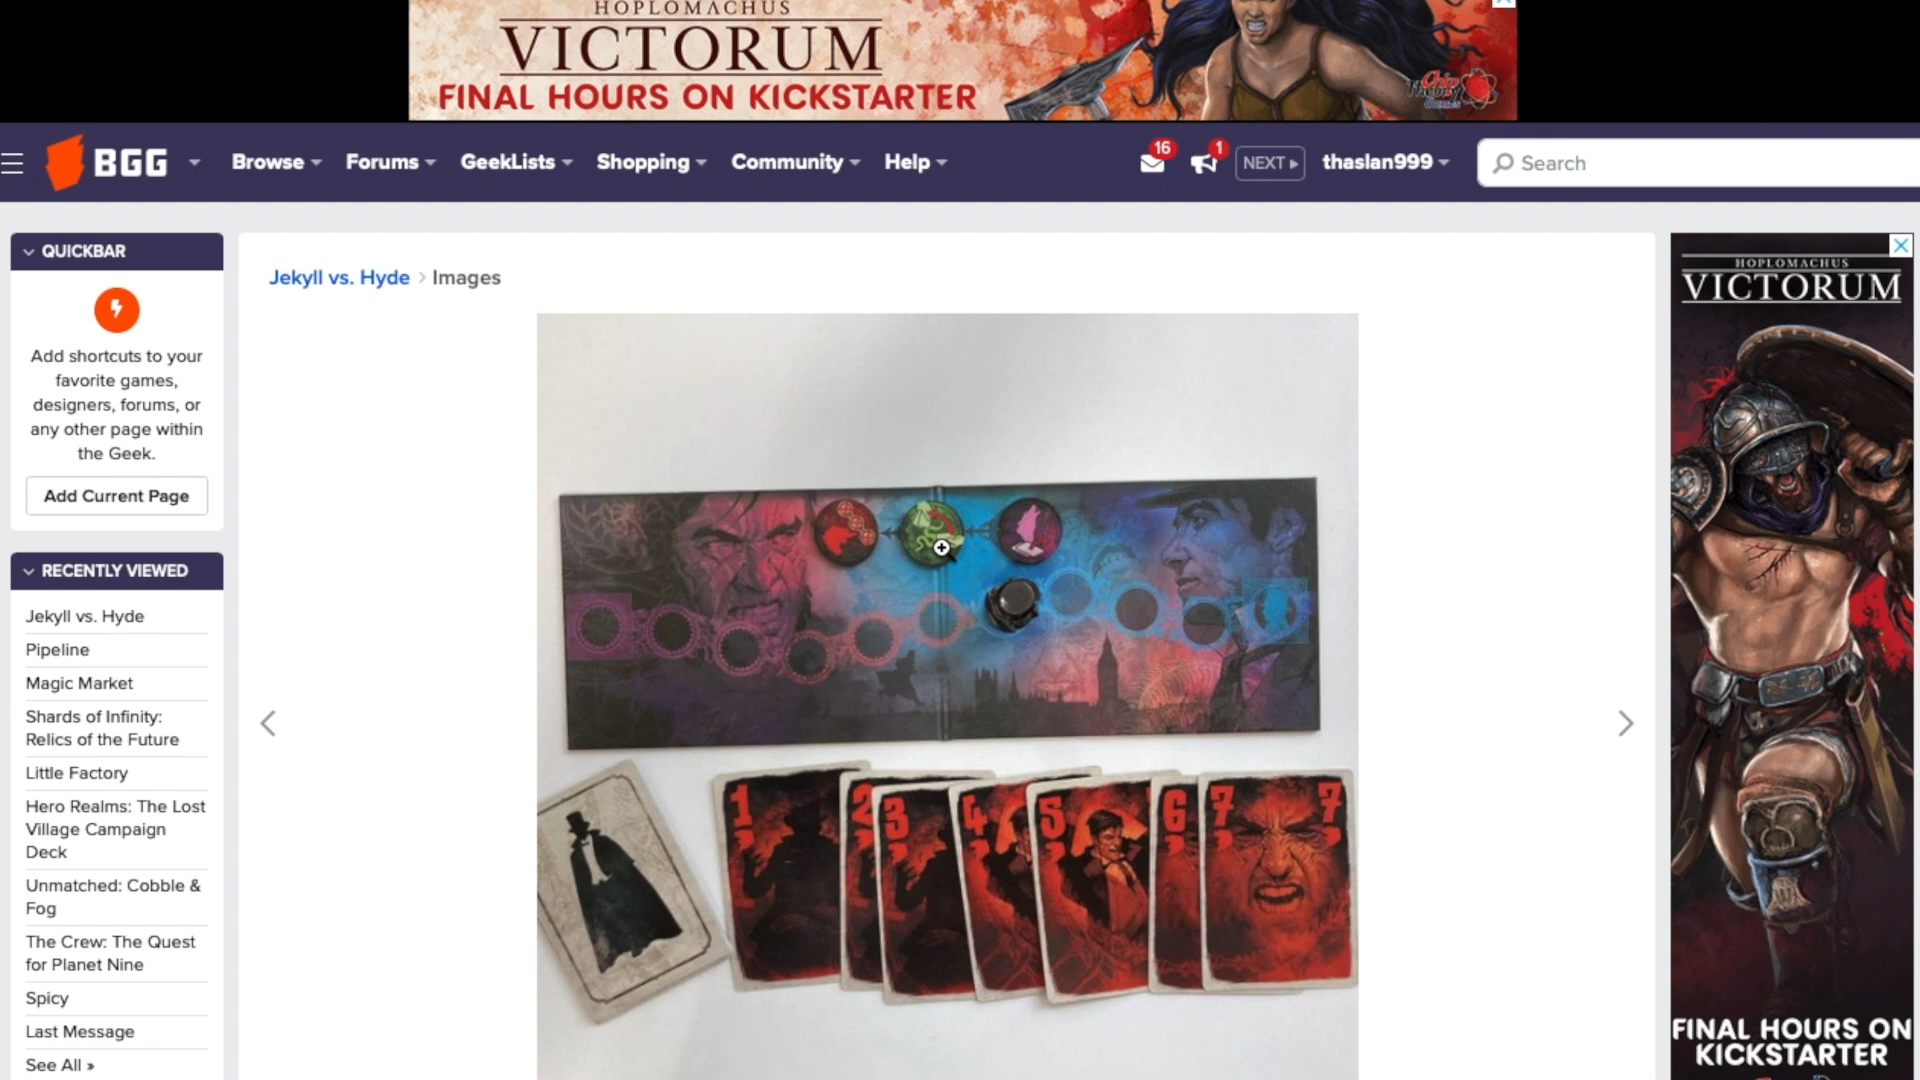 HOPLOMACHUS
VICTORUM
FINAL HOURS ON KICKSTARTER
Chip
Theory
Games
BGG
Browse
Forums
GeekLists
Shopping
Community
Help
16
1
NEXT
thaslan999
Search
QUICKBAR
Add shortcuts to your
favorite games,
designers, forums, or
any other page within
the Geek.
Add Current Page
RECENTLY VIEWED
Jekyll vs. Hyde
Pipeline
Magic Market
Shards of Infinity:
Relics of the Future
Little Factory
Hero Realms: The Lost
Village Campaign
Deck
Unmatched: Cobble &
Fog
The Crew: The Quest
for Planet Nine
Spicy
Last Message
See All »
Jekyll vs. Hyde > Images
1
2
3
4
5
6
7 7
HOPLOMACHUS
VICTORUM
FINAL HOURS ON
KICKSTARTER